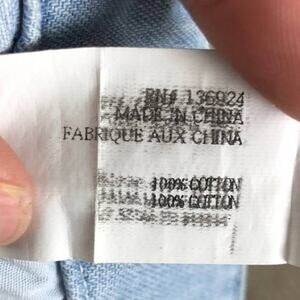 RN# 136924
MADE IN CHINA
FABRIQUE AUX CHINA
100% COTTON
100% COTTON